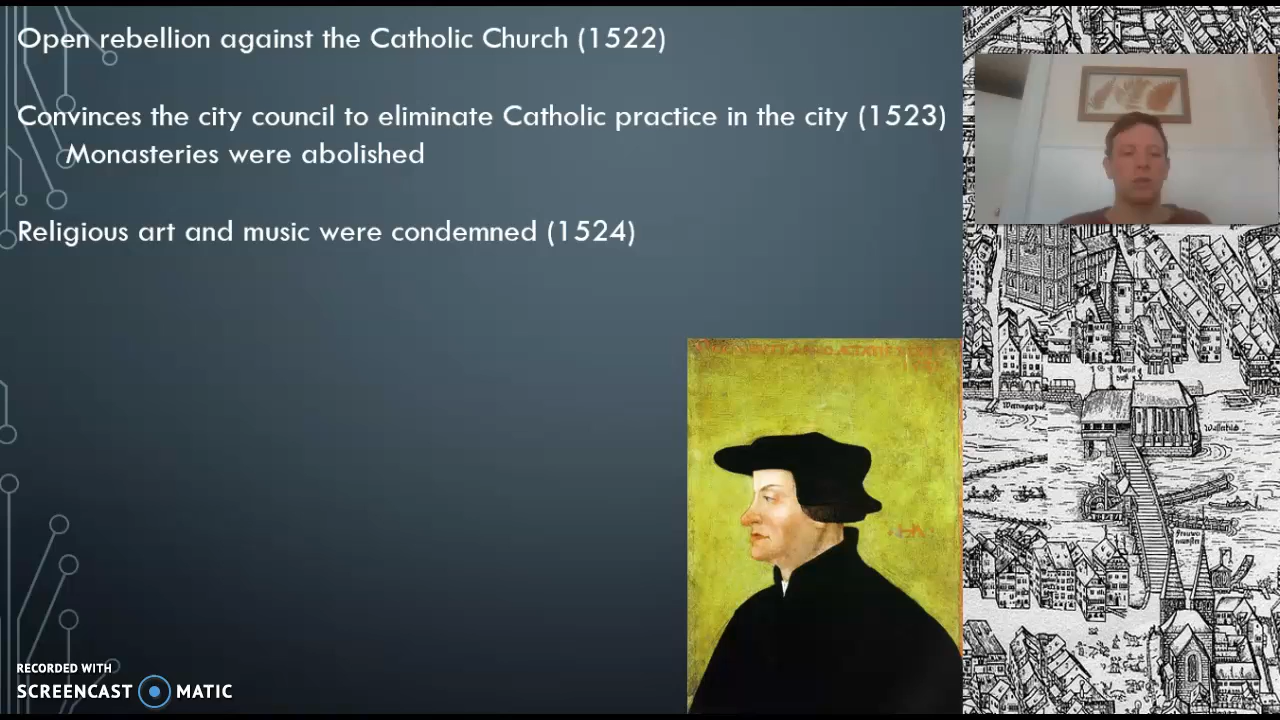 Open rebellion against the Catholic Church (1522)
Convinces the city council to eliminate Catholic practice in the city (1523)
Monasteries were abolished
Religious art and music were condemned (1524)
RECORDED WITH
SCREENCAST MATIC